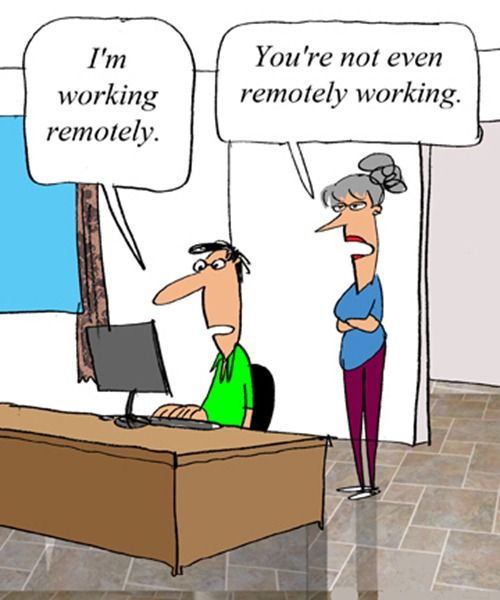 I'm
working
remotely.
You're not even
remotely working.